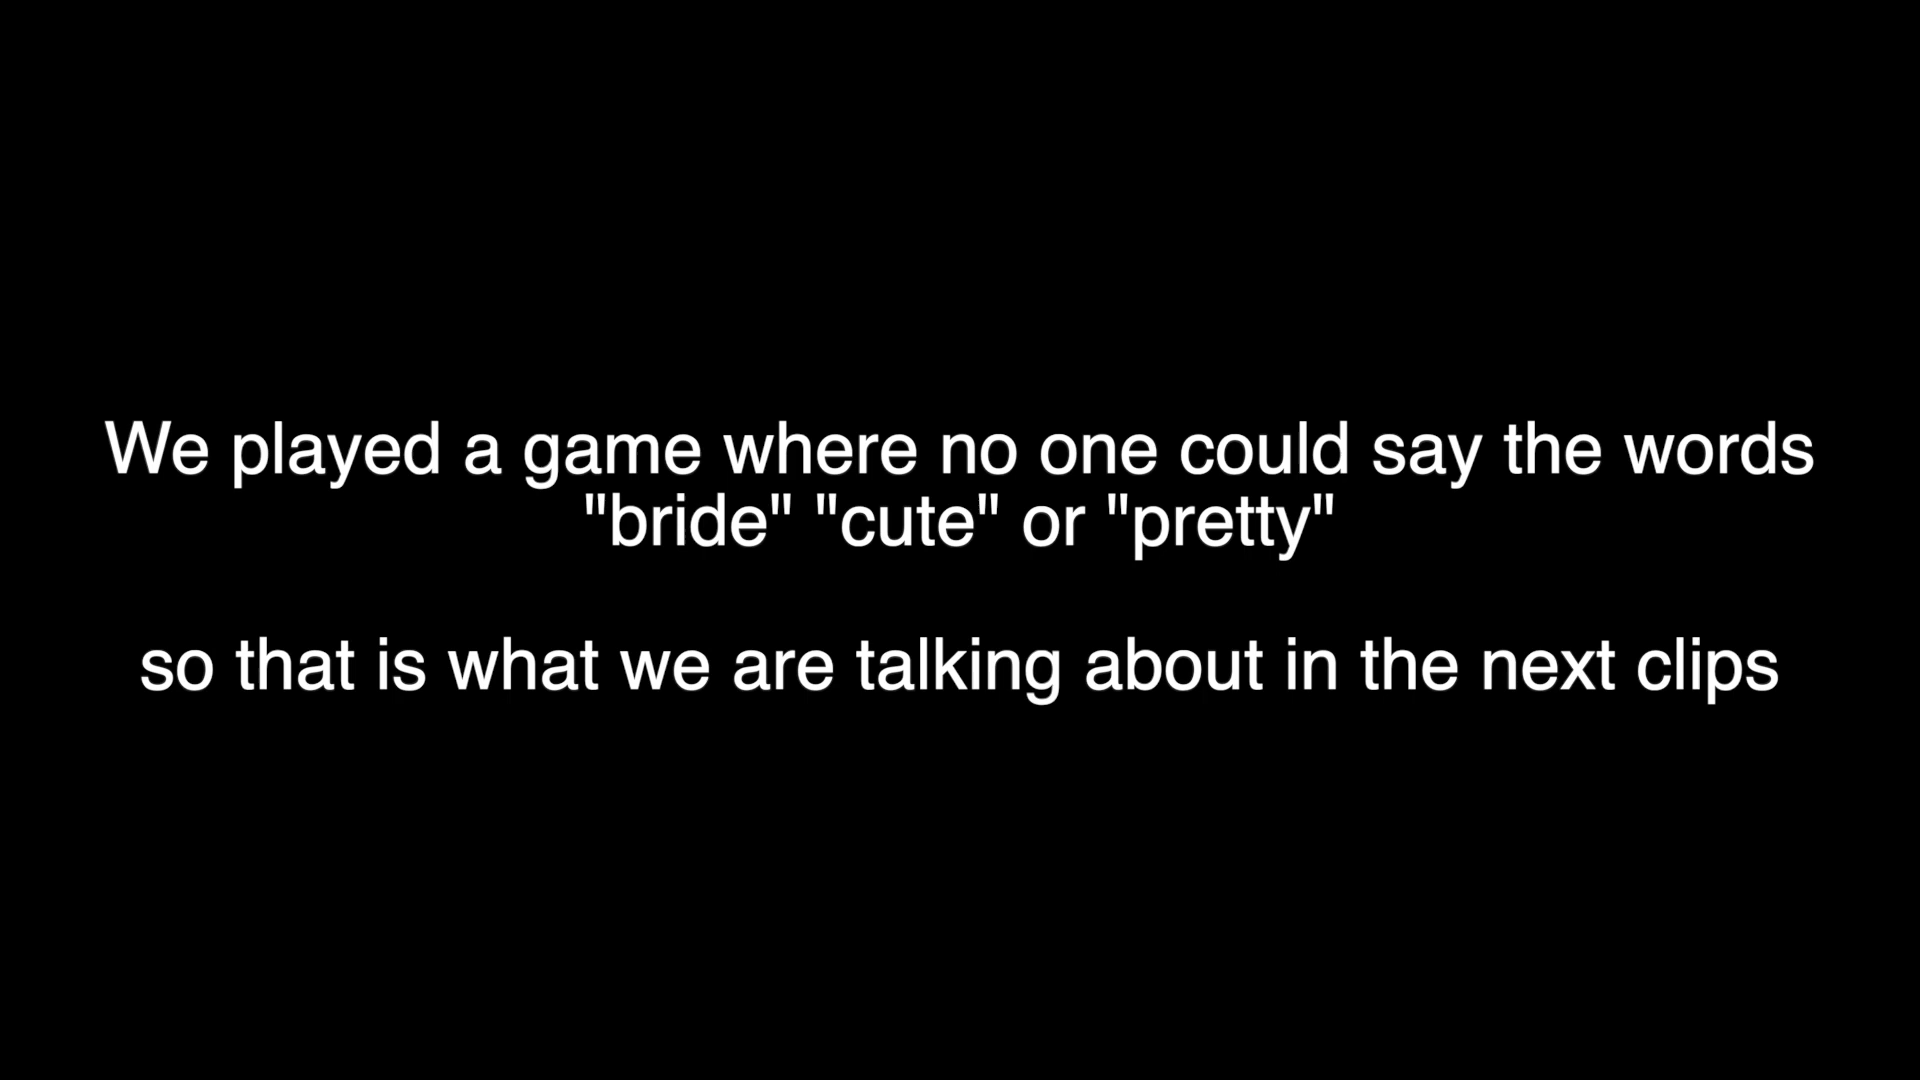 We played a game where no one could say the words
"bride" "cute" or "pretty"
so that is what we are talking about in the next clips